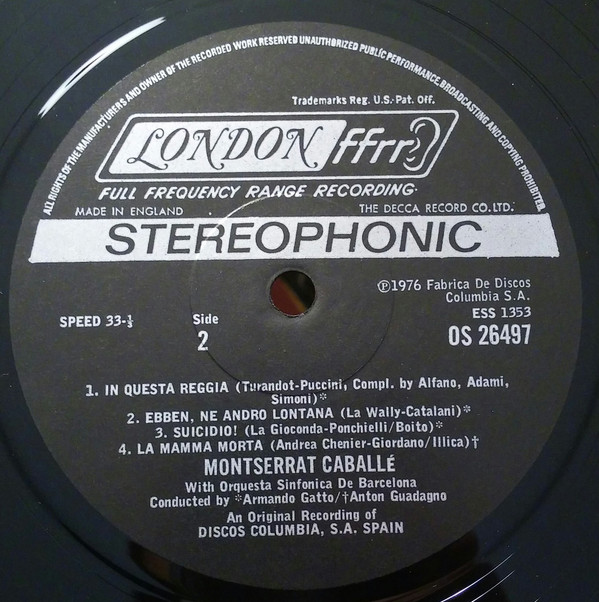 ALL RIGHTS OF THE MANUFACTURERS AND OWNER OF THE RECORDED WORK RESERVED UNAUTHORIZED PUBLIC PERFORMANCE BROADCASTING AND COPYING PROHIBITED
Trademarks Reg. U.S. Pat. Off.
LONDON ffrr
FULL FREQUENCY RANGE RECORDING
MADE IN ENGLAND THE DECCA RECORD CO. LTD.
STEREOPHONIC
℗1976 Fabrica De Discos
Columbia S.A.
SPEED 33-⅓
Side
2
ESS 1353
OS 26497
1. IN QUESTA REGGIA (Turandot-Puccini, Compl. by Alfano, Adami,
Simoni)*
2. EBBEN, NE ANDRO LONTANA (La Wally-Catalani)*
3. SUICIDIO! (La Gioconda-Ponchielli/Boito)*
4. LA MAMMA MORTA (Andrea Chenier-Giordano/Illica)†
MONTSERRAT CABALLÉ
With Orquesta Sinfonica De Barcelona
Conducted by *Armando Gatto/†Anton Guadagno
An Original Recording of
DISCOS COLUMBIA, S.A. SPAIN